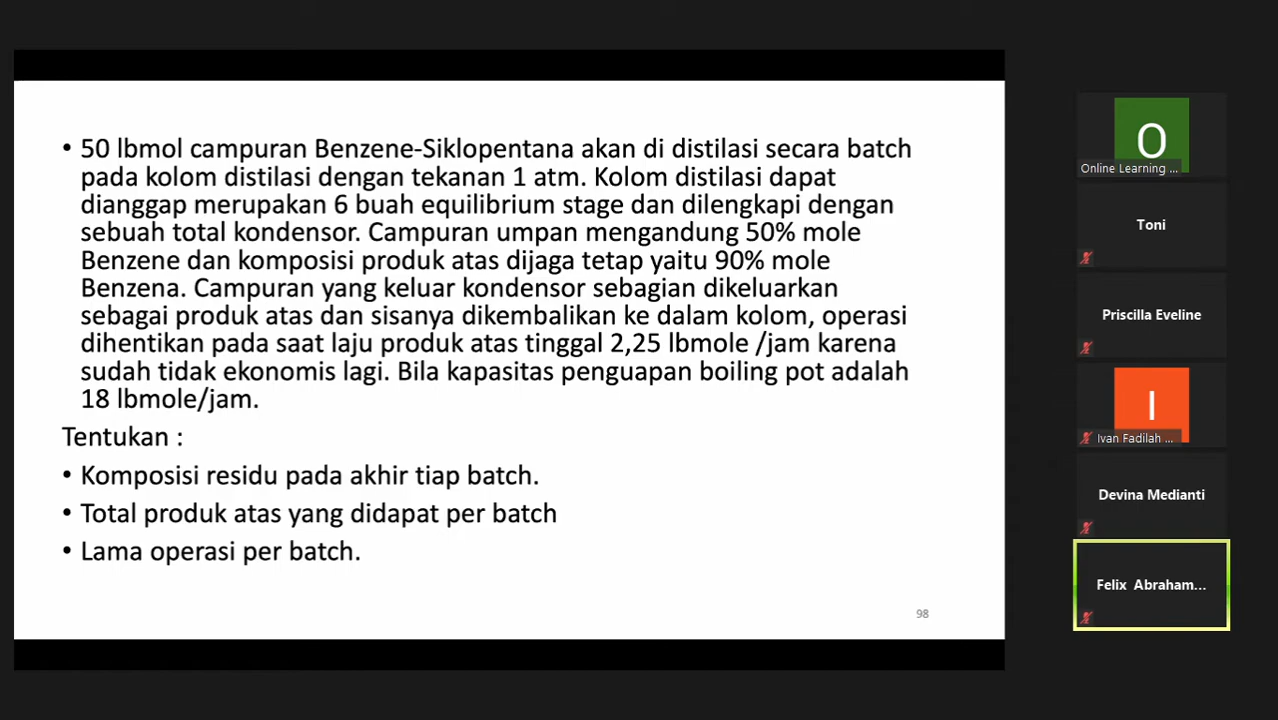 • 50 lbmol campuran Benzene-Siklopentana akan di distilasi secara batch
pada kolom distilasi dengan tekanan 1 atm. Kolom distilasi dapat
dianggap merupakan 6 buah equilibrium stage dan dilengkapi dengan
sebuah total kondensor. Campuran umpan mengandung 50% mole
Benzene dan komposisi produk atas dijaga tetap yaitu 90% mole
Benzena. Campuran yang keluar kondensor sebagian dikeluarkan
sebagai produk atas dan sisanya dikembalikan ke dalam kolom, operasi
dihentikan pada saat laju produk atas tinggal 2,25 lbmole /jam karena
sudah tidak ekonomis lagi. Bila kapasitas penguapan boiling pot adalah
18 lbmole/jam.
Tentukan :
• Komposisi residu pada akhir tiap batch.
• Total produk atas yang didapat per batch
• Lama operasi per batch.
98
O
Online Learning ...
Toni
Priscilla Eveline
I
Ivan Fadilah ...
Devina Medianti
Felix Abraham...